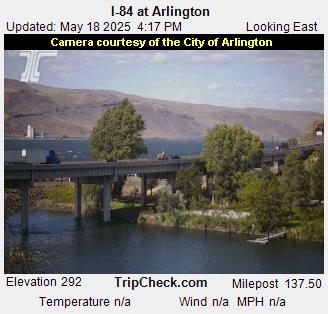 I-84 at Arlington
Updated: May 18 2025 4:17 PM Looking East
Camera courtesy of the City of Arlington
Elevation 292 TripCheck.com Milepost 137.50
Temperature n/a Wind n/a MPH n/a